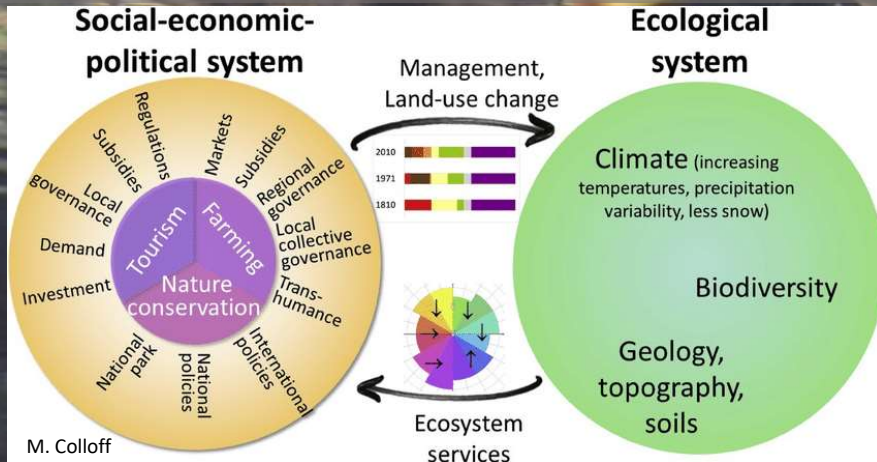 Social-economic-
political system
Ecological
system
Management,
Land-use change
2010
1971
1810
Regulations
Subsidies
Local
governance
Demand
Investment
Markets
Subsidies
Regional
governance
Local
collective
governance
Trans-
humance
International
policies
National
policies
National
park
Tourism
Farming
Nature
conservation
Climate (increasing
temperatures, precipitation
variability, less snow)
Biodiversity
Geology,
topography,
soils
Ecosystem
services
M. Colloff